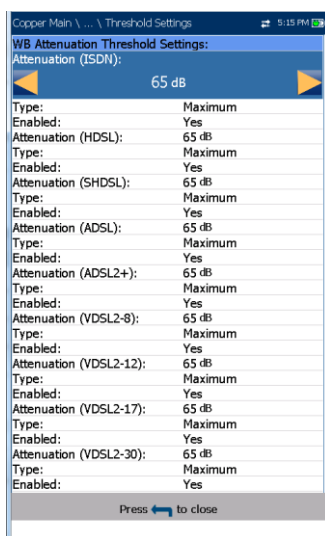 Copper Main \ ... \ Threshold Settings 5:15 PM
WB Attenuation Threshold Settings:
Attenuation (ISDN):
65 dB
Type: Maximum
Enabled: Yes
Attenuation (HDSL): 65 dB
Type: Maximum
Enabled: Yes
Attenuation (SHDSL): 65 dB
Type: Maximum
Enabled: Yes
Attenuation (ADSL): 65 dB
Type: Maximum
Enabled: Yes
Attenuation (ADSL2+): 65 dB
Type: Maximum
Enabled: Yes
Attenuation (VDSL2-8): 65 dB
Type: Maximum
Enabled: Yes
Attenuation (VDSL2-12): 65 dB
Type: Maximum
Enabled: Yes
Attenuation (VDSL2-17): 65 dB
Type: Maximum
Enabled: Yes
Attenuation (VDSL2-30): 65 dB
Type: Maximum
Enabled: Yes
Press to close